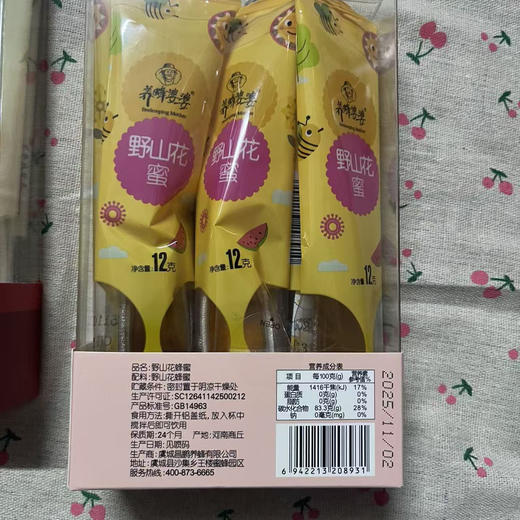 养蜂婆婆®
Beekeeping Mother
野山花
蜜
净含量:12克
养蜂婆婆®
Beekeeping Mother
野山花
蜜
净含量:12克
养蜂婆婆®
野山花
蜜
净含量:12克
品名:野山花蜂蜜
配料:野山花蜂蜜
贮藏条件:密封置于阴凉干燥处
生产许可证:SC12641142500212
产品标准号:GB14963
食用方法:撕开铝盖纸,放入杯中
搅拌后即可饮用
保质期:24个月 产地:河南商丘
生产日期:见喷码
生产商:虞城昌鹏养蜂有限公司
地址:虞城县沙集乡王楼蜜蜂园区
服务热线:400-873-6665
营养成分表
项目 每100克(g) 营养素参考值%
能量 1416千焦(kJ) 17%
蛋白质 0克(g) 0%
脂肪 0克(g) 0%
碳水化合物 83.3克(g) 28%
钠 0毫克(mg) 0%
6 942213 208931
2025/11/02